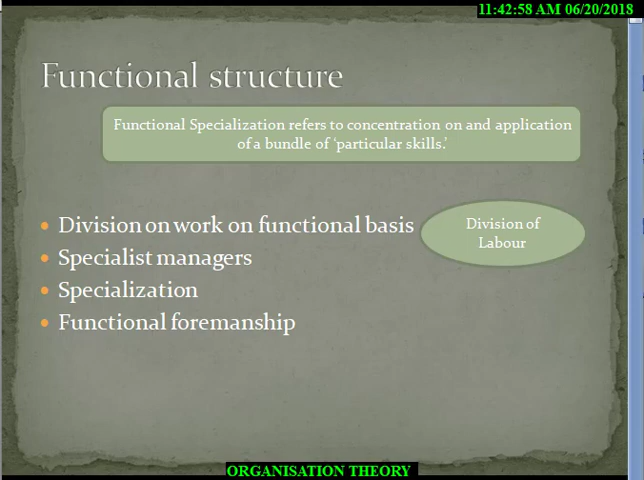 11:42:58 AM 06/20/2018
Functional structure
Functional Specialization refers to concentration on and application
of a bundle of ‘particular skills.’
• Division on work on functional basis
Division of
Labour
• Specialist managers
• Specialization
• Functional foremanship
ORGANISATION THEORY